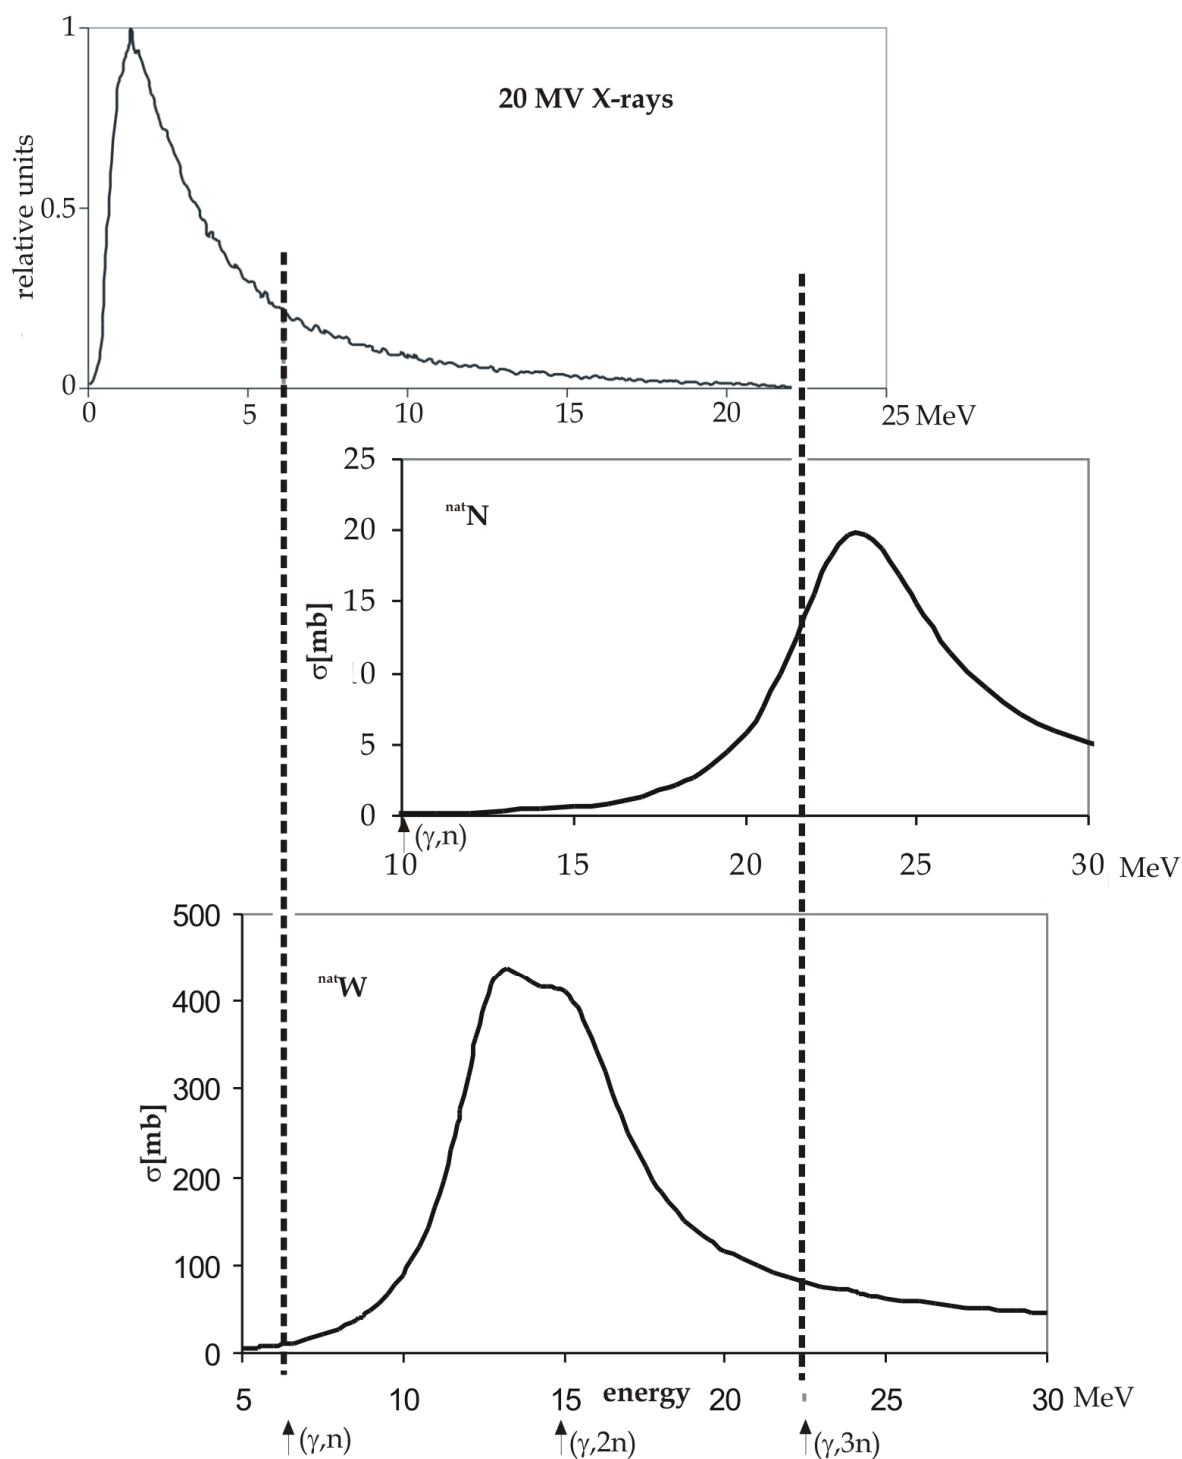 1
20 MV X-rays
relative units
0.5
0
0 5 10 15 20 25 MeV
25
natN
20
15
σ[mb]
10
5
0
(γ,n)
10 15 20 25 30 MeV
500
natW
400
300
σ[mb]
200
100
0
5 10 15 energy 20 25 30 MeV
(γ,n) (γ,2n) (γ,3n)